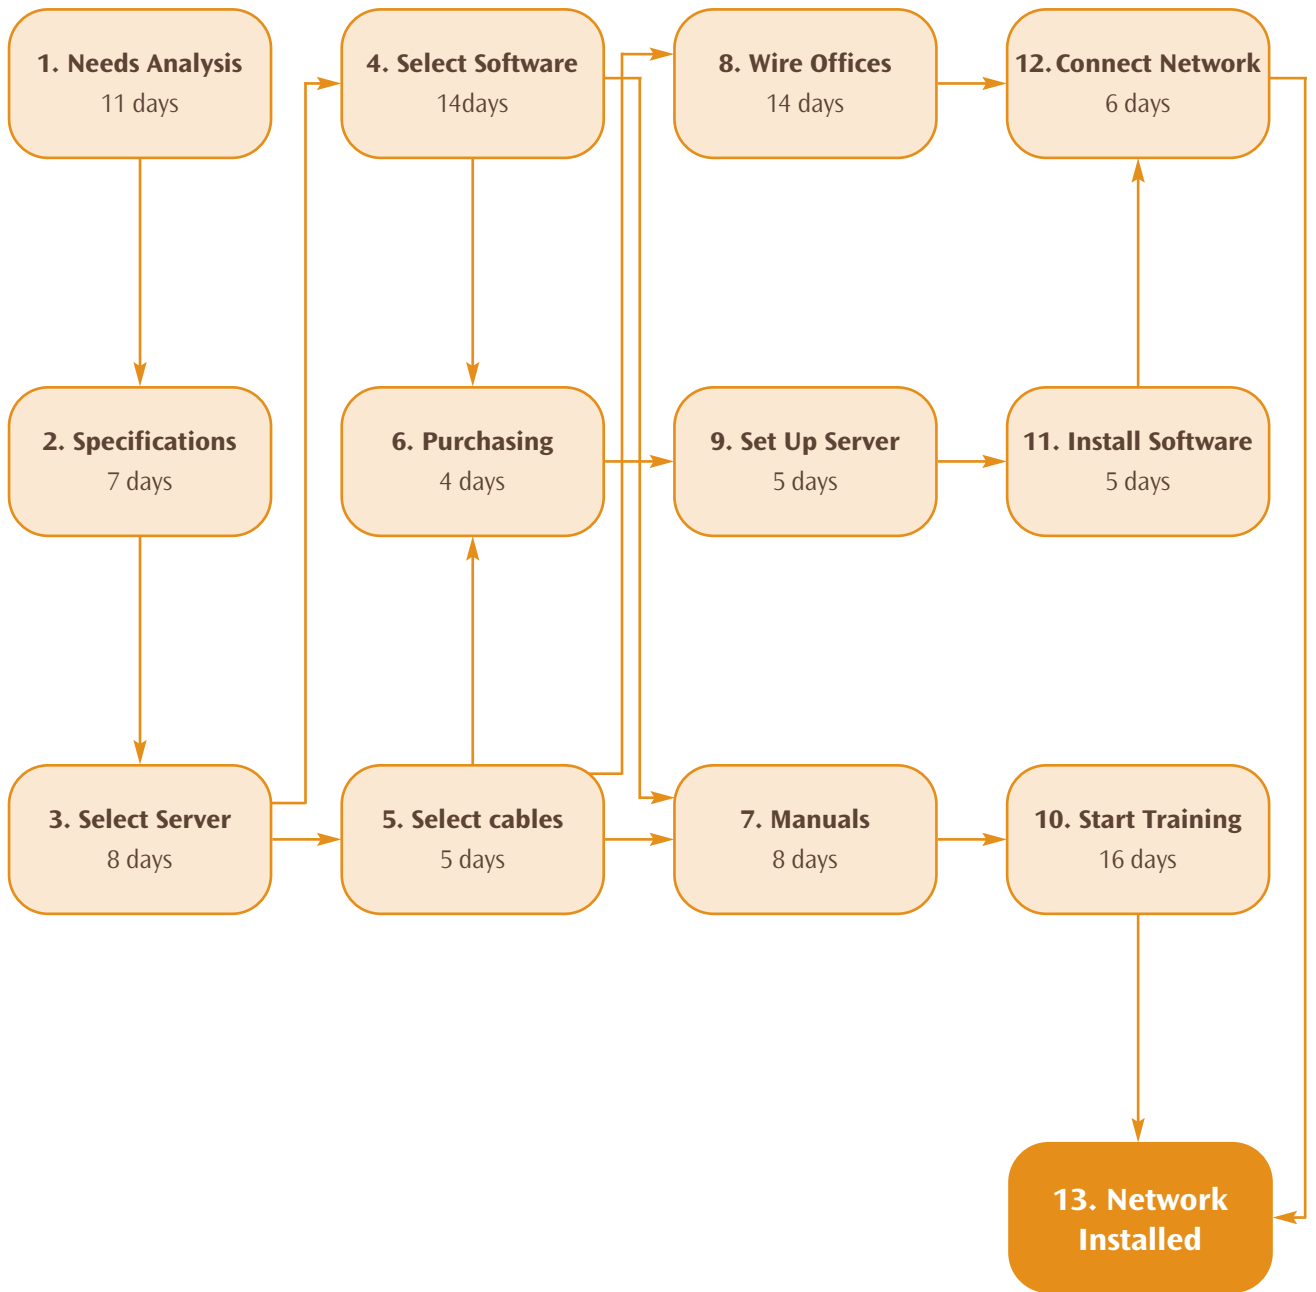 1. Needs Analysis
11 days
4. Select Software
14days
8. Wire Offices
14 days
12. Connect Network
6 days
2. Specifications
7 days
6. Purchasing
4 days
9. Set Up Server
5 days
11. Install Software
5 days
3. Select Server
8 days
5. Select cables
5 days
7. Manuals
8 days
10. Start Training
16 days
13. Network
Installed